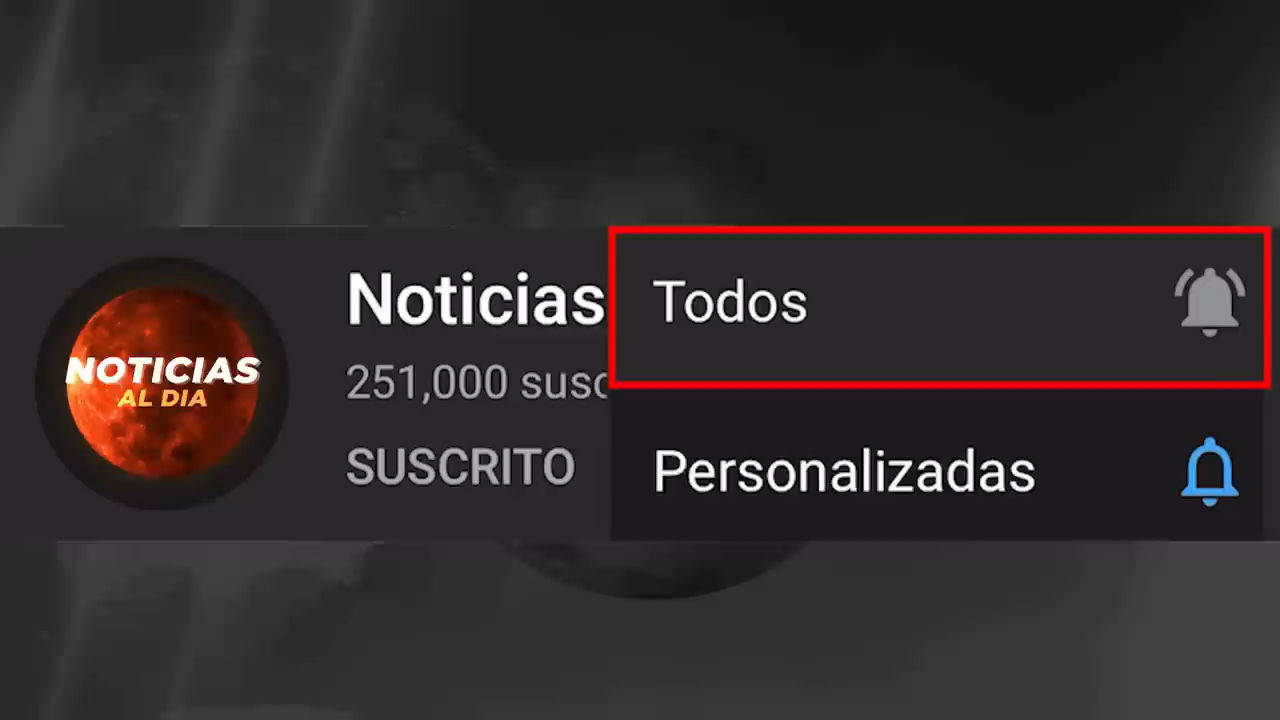 NOTICIAS
AL DIA
Noticias
251,000 susc
SUSCRITO
Todos
Personalizadas